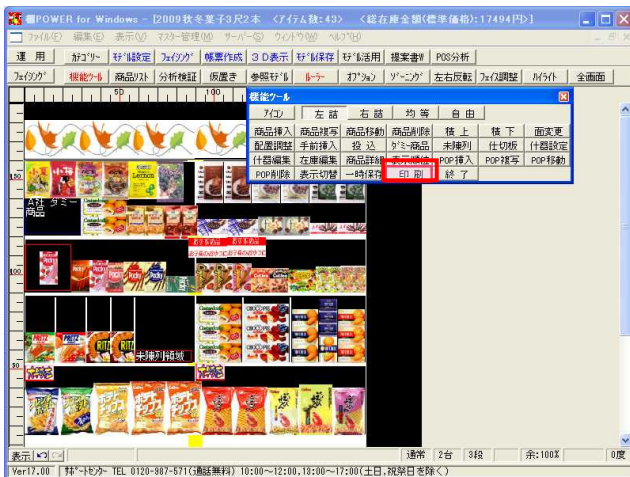 棚POWER for Windows - [2009秋冬菓子3尺2本 <アイテム数:43> <総在庫金額(標準価格):17494円>]
ファイル(F) 編集(E) 表示(V) マスター管理(M) サーバー(S) ウィンドウ(W) ヘルプ(H)
運 用 カテゴリー モデル設定 フェイシング 帳票作成 3D表示 モデル保存 モデル活用 提案書W POS分析
フェイシング 機能ツール 商品リスト 分析検証 仮置き 参照モデル ルーラー オプション ゾーニング 左右反転 フェイス調整 ハイライト 全画面
50 100
機能ツール
アイコン 左 詰 右 詰 均 等 自 由
商品挿入 商品複写 商品移動 商品削除 積 上 積 下 面変更
配置調整 手前挿入 投 込 ダミー商品 未陳列 仕切板 什器設定
什器編集 在庫編集 商品詳細 表示順位 POP挿入 POP複写 POP移動
POP削除 表示切替 一時保存 印 刷 終 了
150
A社 ダミー
商品
100
未陳列領域
50
表示 通常 2台 3段 余:100% 0度
Ver17.00 サポートセンター TEL 0120-987-571(通話無料) 10:00~12:00,13:00~17:00(土日,祝祭日を除く)